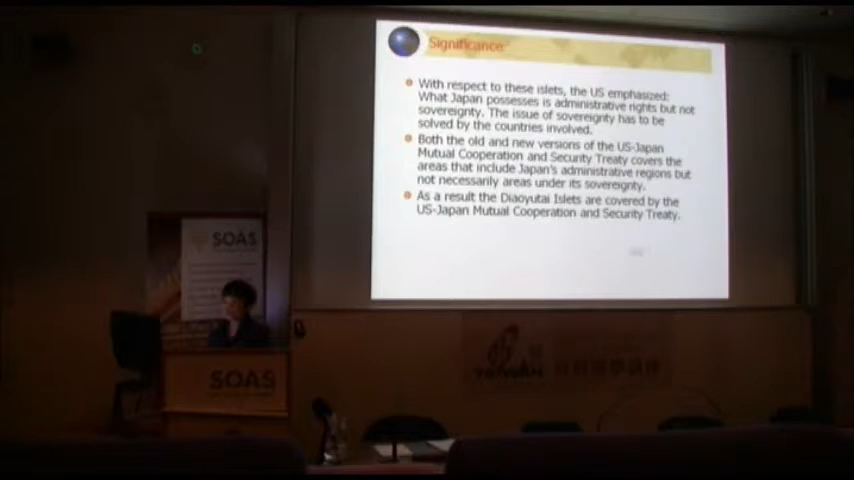 Significance:
With respect to these islets, the US emphasized:
What Japan possesses is administrative rights but not
sovereignty. The issue of sovereignty has to be
solved by the countries involved.
Both the old and new versions of the US-Japan
Mutual Cooperation and Security Treaty covers the
areas that include Japan's administrative regions but
not necessarily areas under its sovereignty.
As a result the Diaoyutai Islets are covered by the
US-Japan Mutual Cooperation and Security Treaty.
SOAS
SOAS
TAIWAN